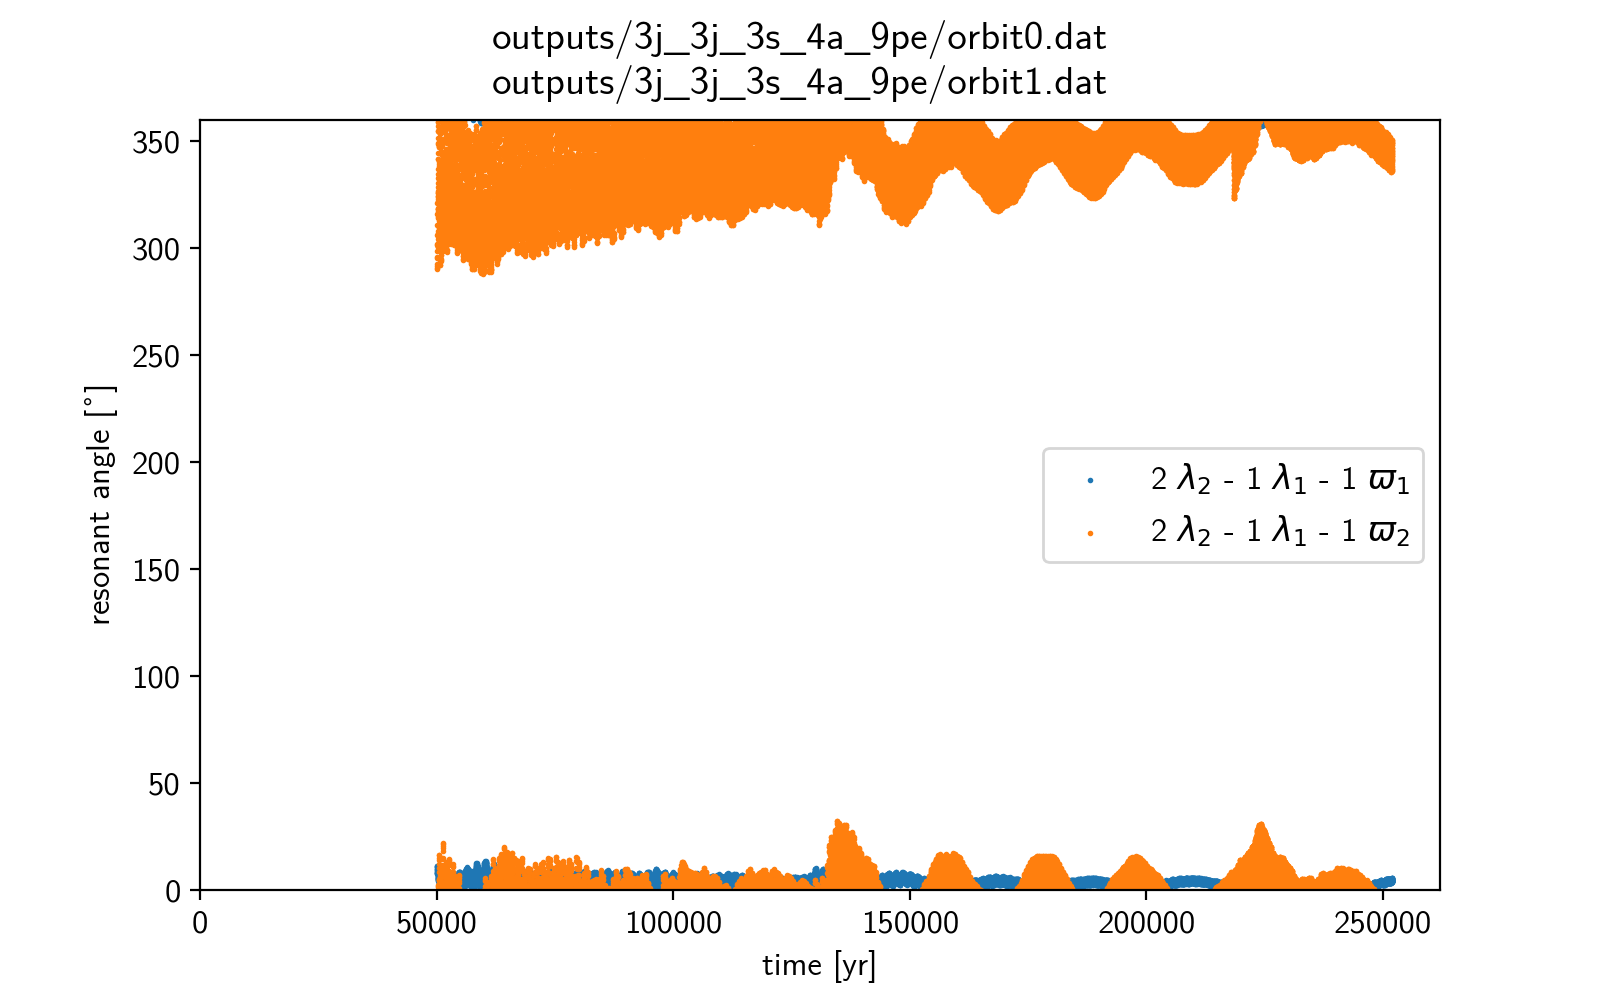 outputs/3j_3j_3s_4a_9pe/orbit0.dat
outputs/3j_3j_3s_4a_9pe/orbit1.dat
350
300
250
200
150
100
50
0
resonant angle [°]
2 λ₂ - 1 λ₁ - 1 ϖ₁
2 λ₂ - 1 λ₁ - 1 ϖ₂
0
50000
100000
150000
200000
250000
time [yr]